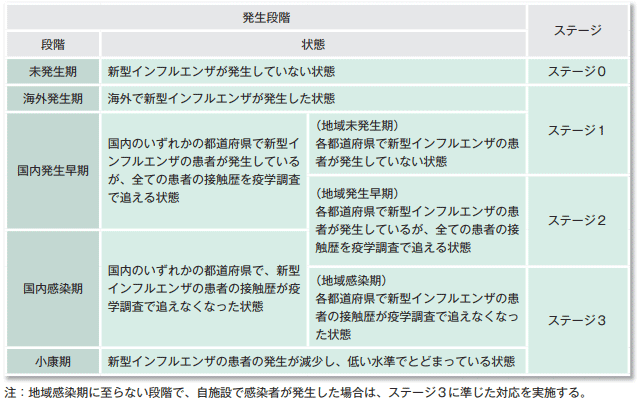 発生段階
ステージ
段階
状態
未発生期
新型インフルエンザが発生していない状態
ステージ0
海外発生期
海外で新型インフルエンザが発生した状態
ステージ1
国内発生早期
国内のいずれかの都道府県で新型イ
ンフルエンザの患者が発生している
が、全ての患者の接触歴を疫学調査
で追える状態
（地域未発生期）
各都道府県で新型インフルエンザの患
者が発生していない状態
（地域発生早期）
各都道府県で新型インフルエンザの患
者が発生しているが、全ての患者の接
触歴を疫学調査で追える状態
ステージ2
国内感染期
国内のいずれかの都道府県で、新型
インフルエンザの患者の接触歴が疫
学調査で追えなくなった状態
（地域感染期）
各都道府県で新型インフルエンザの患
者の接触歴が疫学調査で追えなくなっ
た状態
ステージ3
小康期
新型インフルエンザの患者の発生が減少し、低い水準でとどまっている状態
注：地域感染期に至らない段階で、自施設で感染者が発生した場合は、ステージ3に準じた対応を実施する。